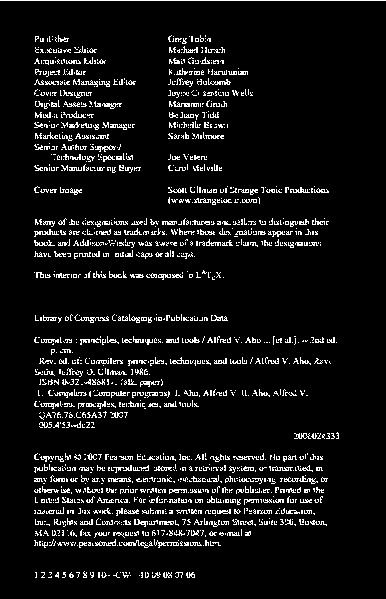 Publisher Greg Tobin
Executive Editor Michael Hirsch
Acquisitions Editor Matt Goldstein
Project Editor Katherine Harutunian
Associate Managing Editor Jeffrey Holcomb
Cover Designer Joyce Cosentino Wells
Digital Assets Manager Marianne Groth
Media Producer Bethany Tidd
Senior Marketing Manager Michelle Brown
Marketing Assistant Sarah Milmore
Senior Author Support/
Technology Specialist Joe Vetere
Senior Manufacturing Buyer Carol Melville
Cover Image Scott Ullman of Strange Tonic Productions
(www.strangetonic.com)
Many of the designations used by manufacturers and sellers to distinguish their
products are claimed as trademarks. Where those designations appear in this
book, and Addison-Wesley was aware of a trademark claim, the designations
have been printed in initial caps or all caps.
This interior of this book was composed in LATEX.
Library of Congress Cataloging-in-Publication Data
Compilers : principles, techniques, and tools / Alfred V. Aho ... [et al.]. -- 2nd ed.
p. cm.
Rev. ed. of: Compilers, principles, techniques, and tools / Alfred V. Aho, Ravi
Sethi, Jeffrey D. Ullman. 1986.
ISBN (alk. paper)
1. Compilers (Computer programs) I. Aho, Alfred V. II. Aho, Alfred V.
Compilers, principles, techniques, and tools.
QA76.76.C65A37 2007
005.4'53--dc22
Copyright © 2007 Pearson Education, Inc. All rights reserved. No part of this
publication may be reproduced, stored in a retrieval system, or transmitted, in
any form or by any means, electronic, mechanical, photocopying, recording, or
otherwise, without the prior written permission of the publisher. Printed in the
United States of America. For information on obtaining permission for use of
material in this work, please submit a written request to Pearson Education,
Inc., Rights and Contracts Department, 75 Arlington Street, Suite 300, Boston,
MA 02116, fax your request to 617-848-7047, or e-mail at
http://www.pearsoned.com/legal/permissions.htm.
1 2 3 4 5 6 7 8 9 10--CW--10 09 08 07 06